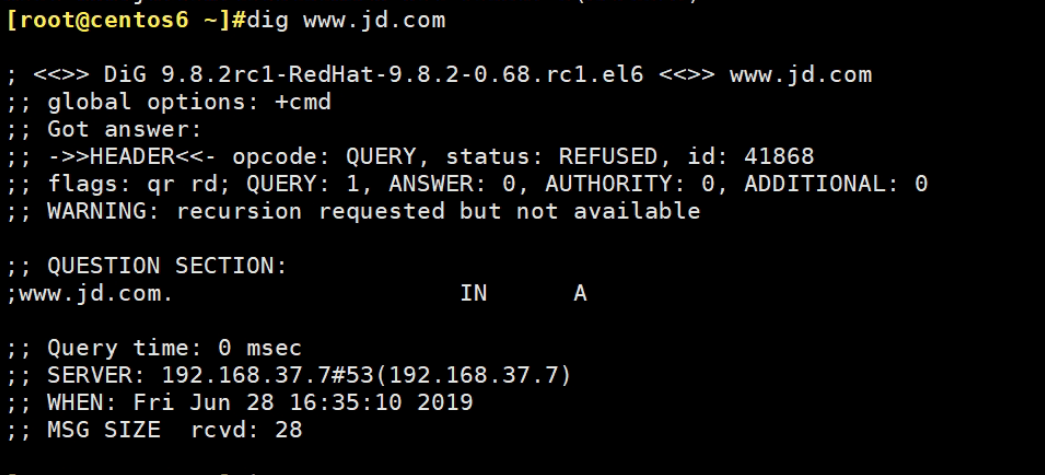 [root@centos6 ~]#dig www.jd.com
; <<>> DiG 9.8.2rc1-RedHat-9.8.2-0.68.rc1.el6 <<>> www.jd.com
;; global options: +cmd
;; Got answer:
;; ->>HEADER<<- opcode: QUERY, status: REFUSED, id: 41868
;; flags: qr rd; QUERY: 1, ANSWER: 0, AUTHORITY: 0, ADDITIONAL: 0
;; WARNING: recursion requested but not available
;; QUESTION SECTION:
;www.jd.com. IN A
;; Query time: 0 msec
;; SERVER: 192.168.37.7#53(192.168.37.7)
;; WHEN: Fri Jun 28 16:35:10 2019
;; MSG SIZE rcvd: 28